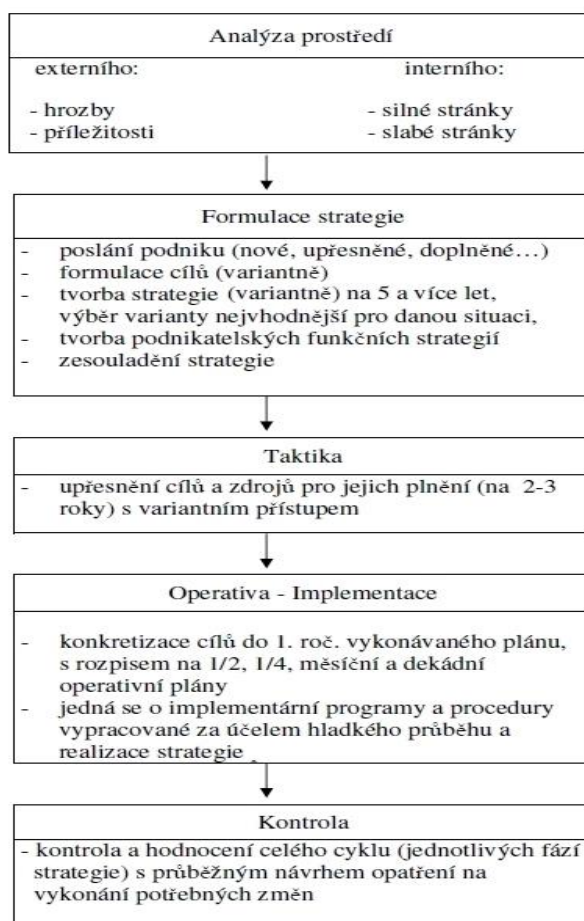 Analýza prostředí
externího: interního:
- hrozby - silné stránky
- příležitosti - slabé stránky
Formulace strategie
- poslání podniku (nové, upřesněné, doplněné…)
- formulace cílů (variantně)
- tvorba strategie (variantně) na 5 a více let,
výběr varianty nejvhodnější pro danou situaci,
- tvorba podnikatelských funkčních strategií
- zesouladění strategie
Taktika
- upřesnění cílů a zdrojů pro jejich plnění (na 2-3
roky) s variantním přístupem
Operativa - Implementace
- konkretizace cílů do 1. roč. vykonávaného plánu,
s rozpisem na 1/2, 1/4, měsíční a dekádní
operativní plány
- jedná se o implementární programy a procedury
vypracované za účelem hladkého průběhu a
realizace strategie
Kontrola
- kontrola a hodnocení celého cyklu (jednotlivých fází
strategie) s průběžným návrhem opatření na
vykonání potřebných změn